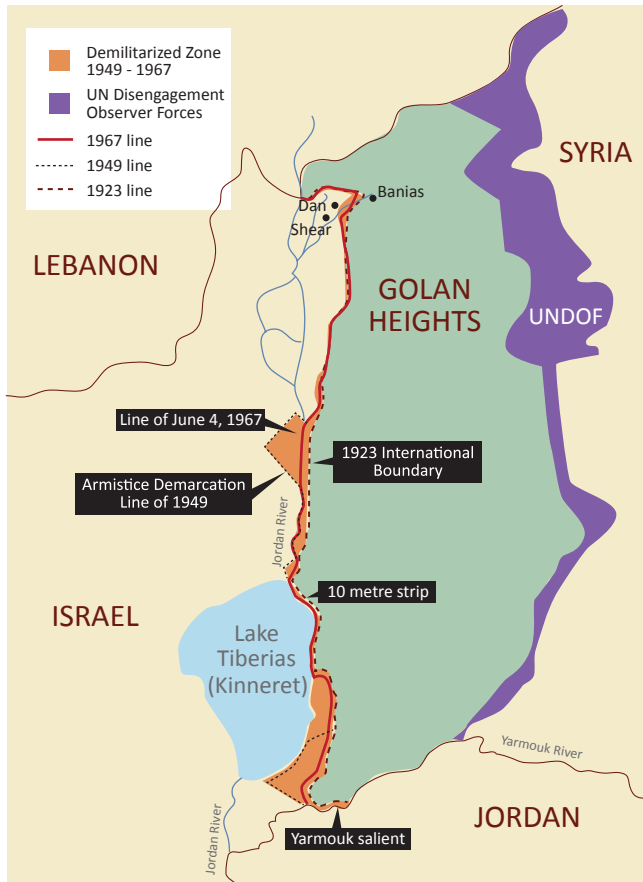 Demilitarized Zone
1949 - 1967
UN Disengagement
Observer Forces
1967 line
1949 line
1923 line
SYRIA
Banias
Dan
Shear
LEBANON
GOLAN
HEIGHTS
UNDOF
Line of June 4, 1967
1923 International
Boundary
Armistice Demarcation
Line of 1949
Jordan River
10 metre strip
ISRAEL
Lake
Tiberias
(Kinneret)
Yarmouk River
Jordan River
JORDAN
Yarmouk salient